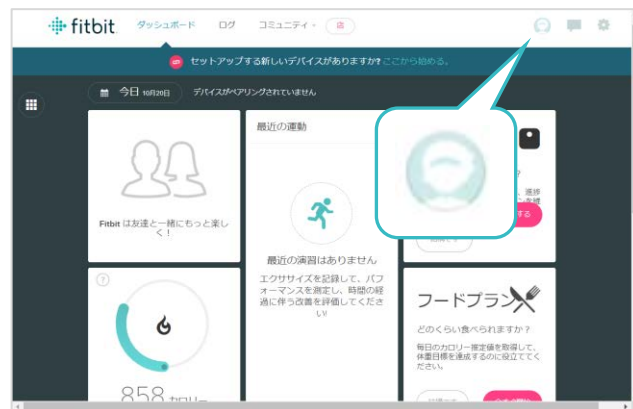 fitbit ダッシュボード ログ コミュニティ 店
セットアップする新しいデバイスがありますか? ここから始める。
今日 10月20日 デバイスがペアリングされていません
Fitbit は友達と一緒にもっと楽し
く！
最近の運動
最近の演習はありません
エクササイズを記録して、パフ
ォーマンスを測定し、時間の経
過に伴う改善を評価してくださ
い!
?
858 カロリー
フードプラン
どのくらい食べられますか？
毎日のカロリー推定値を取得して、
体重目標を達成するのに役立ててく
ださい。